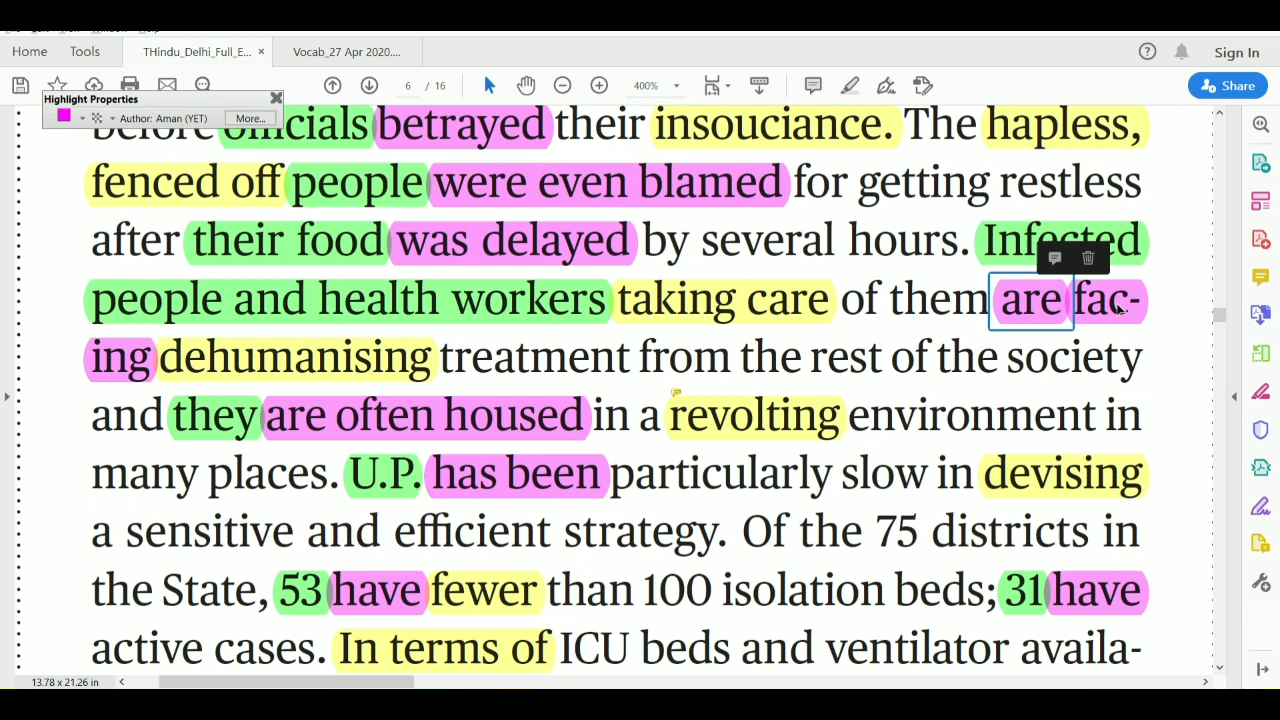 Home Tools THindu_Delhi_Full_E... × Vocab_27 Apr 2020.... Sign In
6 / 16 400% Share
Highlight Properties
Author: Aman (YET) More...
before officials betrayed their insouciance. The hapless,
fenced off people were even blamed for getting restless
after their food was delayed by several hours. Infected
people and health workers taking care of them are fac-
ing dehumanising treatment from the rest of the society
and they are often housed in a revolting environment in
many places. U.P. has been particularly slow in devising
a sensitive and efficient strategy. Of the 75 districts in
the State, 53 have fewer than 100 isolation beds; 31 have
active cases. In terms of ICU beds and ventilator availa-
13.78 x 21.26 in